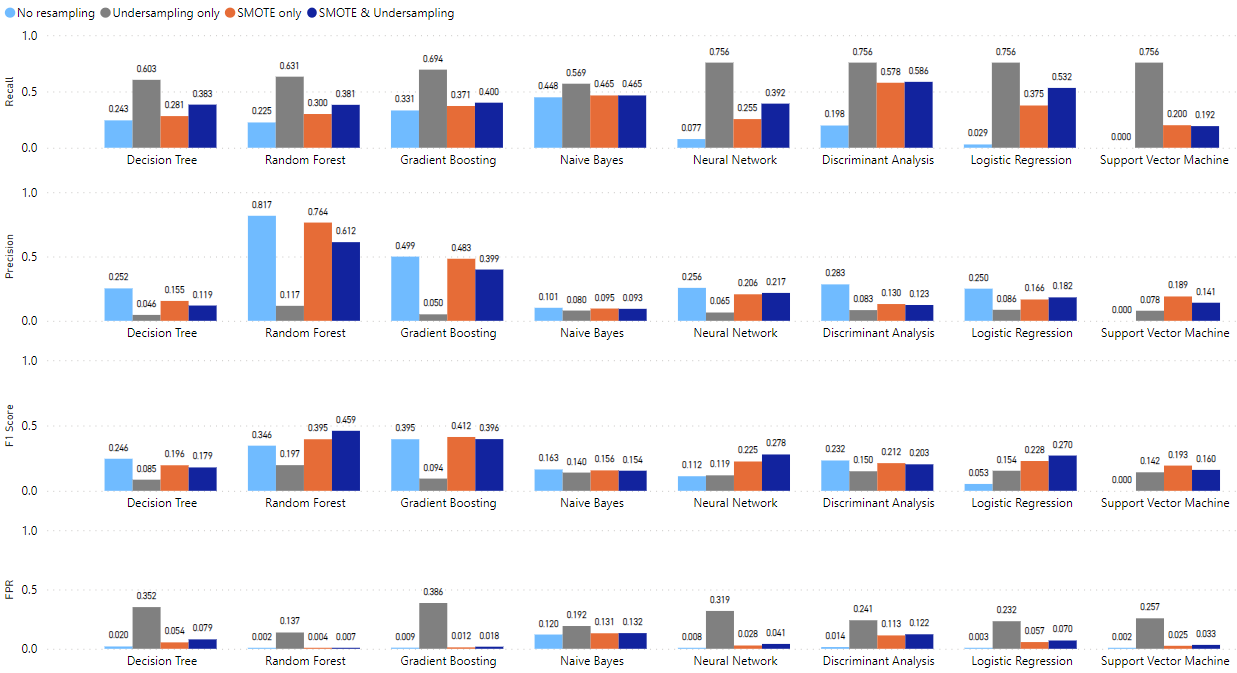 No resampling Undersampling only SMOTE only SMOTE & Undersampling
1.0
0.756 0.756 0.756 0.756
0.694
0.603 0.631
0.569 0.578 0.586
0.532
Recall
0.5
0.448 0.465 0.465
0.383 0.381 0.371 0.400 0.392 0.375
0.331
0.243 0.281 0.225 0.300 0.255
0.198 0.200 0.192
0.077
0.029
0.000
0.0
Decision Tree Random Forest Gradient Boosting Naive Bayes Neural Network Discriminant Analysis Logistic Regression Support Vector Machine
1.0
0.817
0.764
0.612
Precision
0.5
0.499 0.483
0.399
0.252 0.256 0.283 0.250
0.206 0.217
0.155 0.119 0.117 0.130 0.123 0.166 0.182 0.189 0.141
0.046 0.050 0.101 0.080 0.095 0.093 0.065 0.083 0.086 0.078
0.000
0.0
Decision Tree Random Forest Gradient Boosting Naive Bayes Neural Network Discriminant Analysis Logistic Regression Support Vector Machine
1.0
F1 Score
0.5
0.459
0.395 0.395 0.412 0.396
0.346
0.246 0.278 0.270
0.196 0.179 0.197 0.225 0.232 0.212 0.203 0.228
0.085 0.094 0.163 0.140 0.156 0.154 0.112 0.119 0.150 0.053 0.154 0.142 0.193 0.160
0.000
0.0
Decision Tree Random Forest Gradient Boosting Naive Bayes Neural Network Discriminant Analysis Logistic Regression Support Vector Machine
1.0
FPR
0.5
0.352 0.386 0.319
0.241 0.232 0.257
0.137 0.192
0.020 0.054 0.079 0.002 0.004 0.007 0.009 0.012 0.018 0.120 0.131 0.132 0.008 0.028 0.041 0.014 0.113 0.122 0.003 0.057 0.070 0.002 0.025 0.033
0.0
Decision Tree Random Forest Gradient Boosting Naive Bayes Neural Network Discriminant Analysis Logistic Regression Support Vector Machine